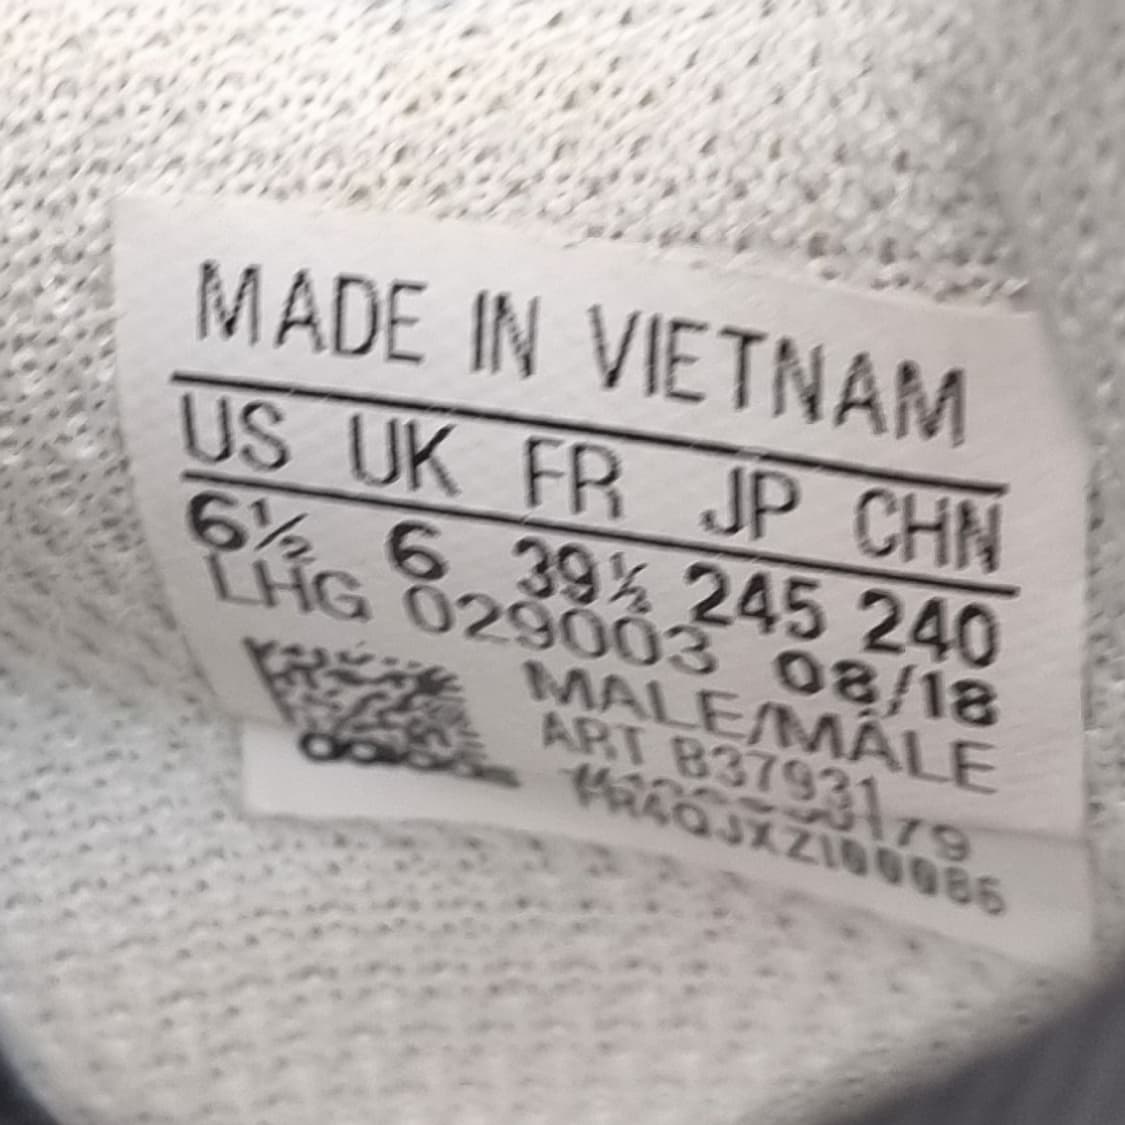 MADE IN VIETNAM
US UK FR JP CHN
6½ 6 39½ 245 240
LHG 029003 08/18
MALE/MÂLE
ART B37931